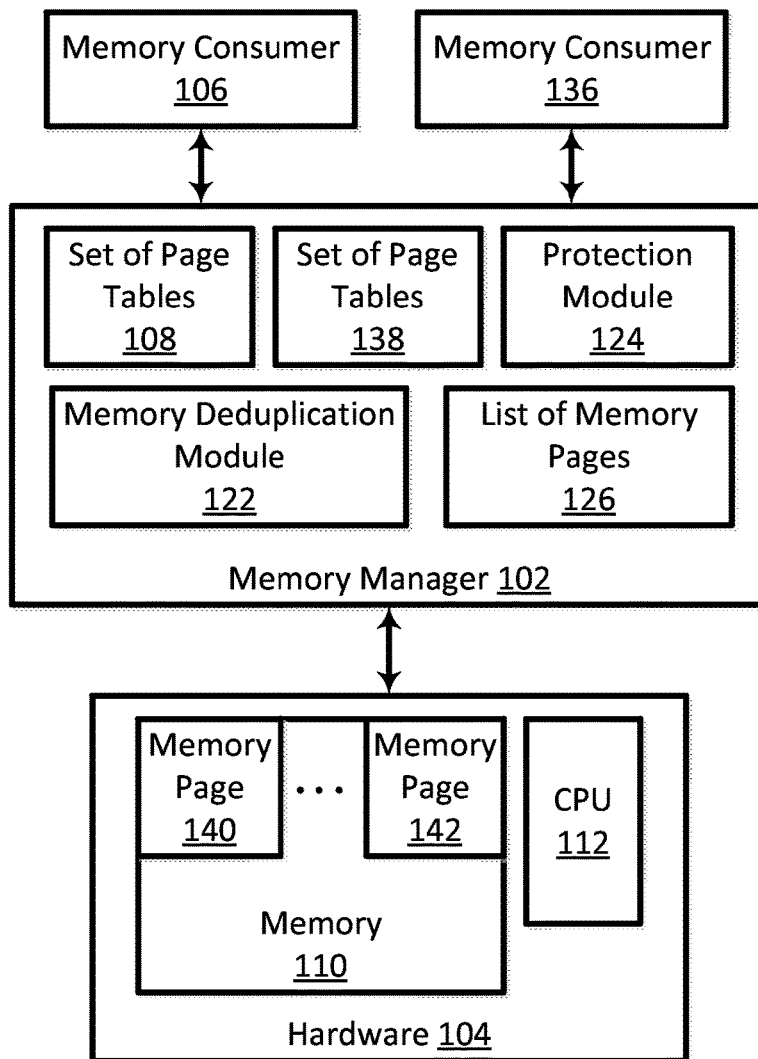 Memory Consumer
106
Memory Consumer
136
Set of Page
Tables
108
Set of Page
Tables
138
Protection
Module
124
Memory Deduplication
Module
122
List of Memory
Pages
126
Memory Manager 102
Memory
Page
140
...
Memory
Page
142
CPU
112
Memory
110
Hardware 104